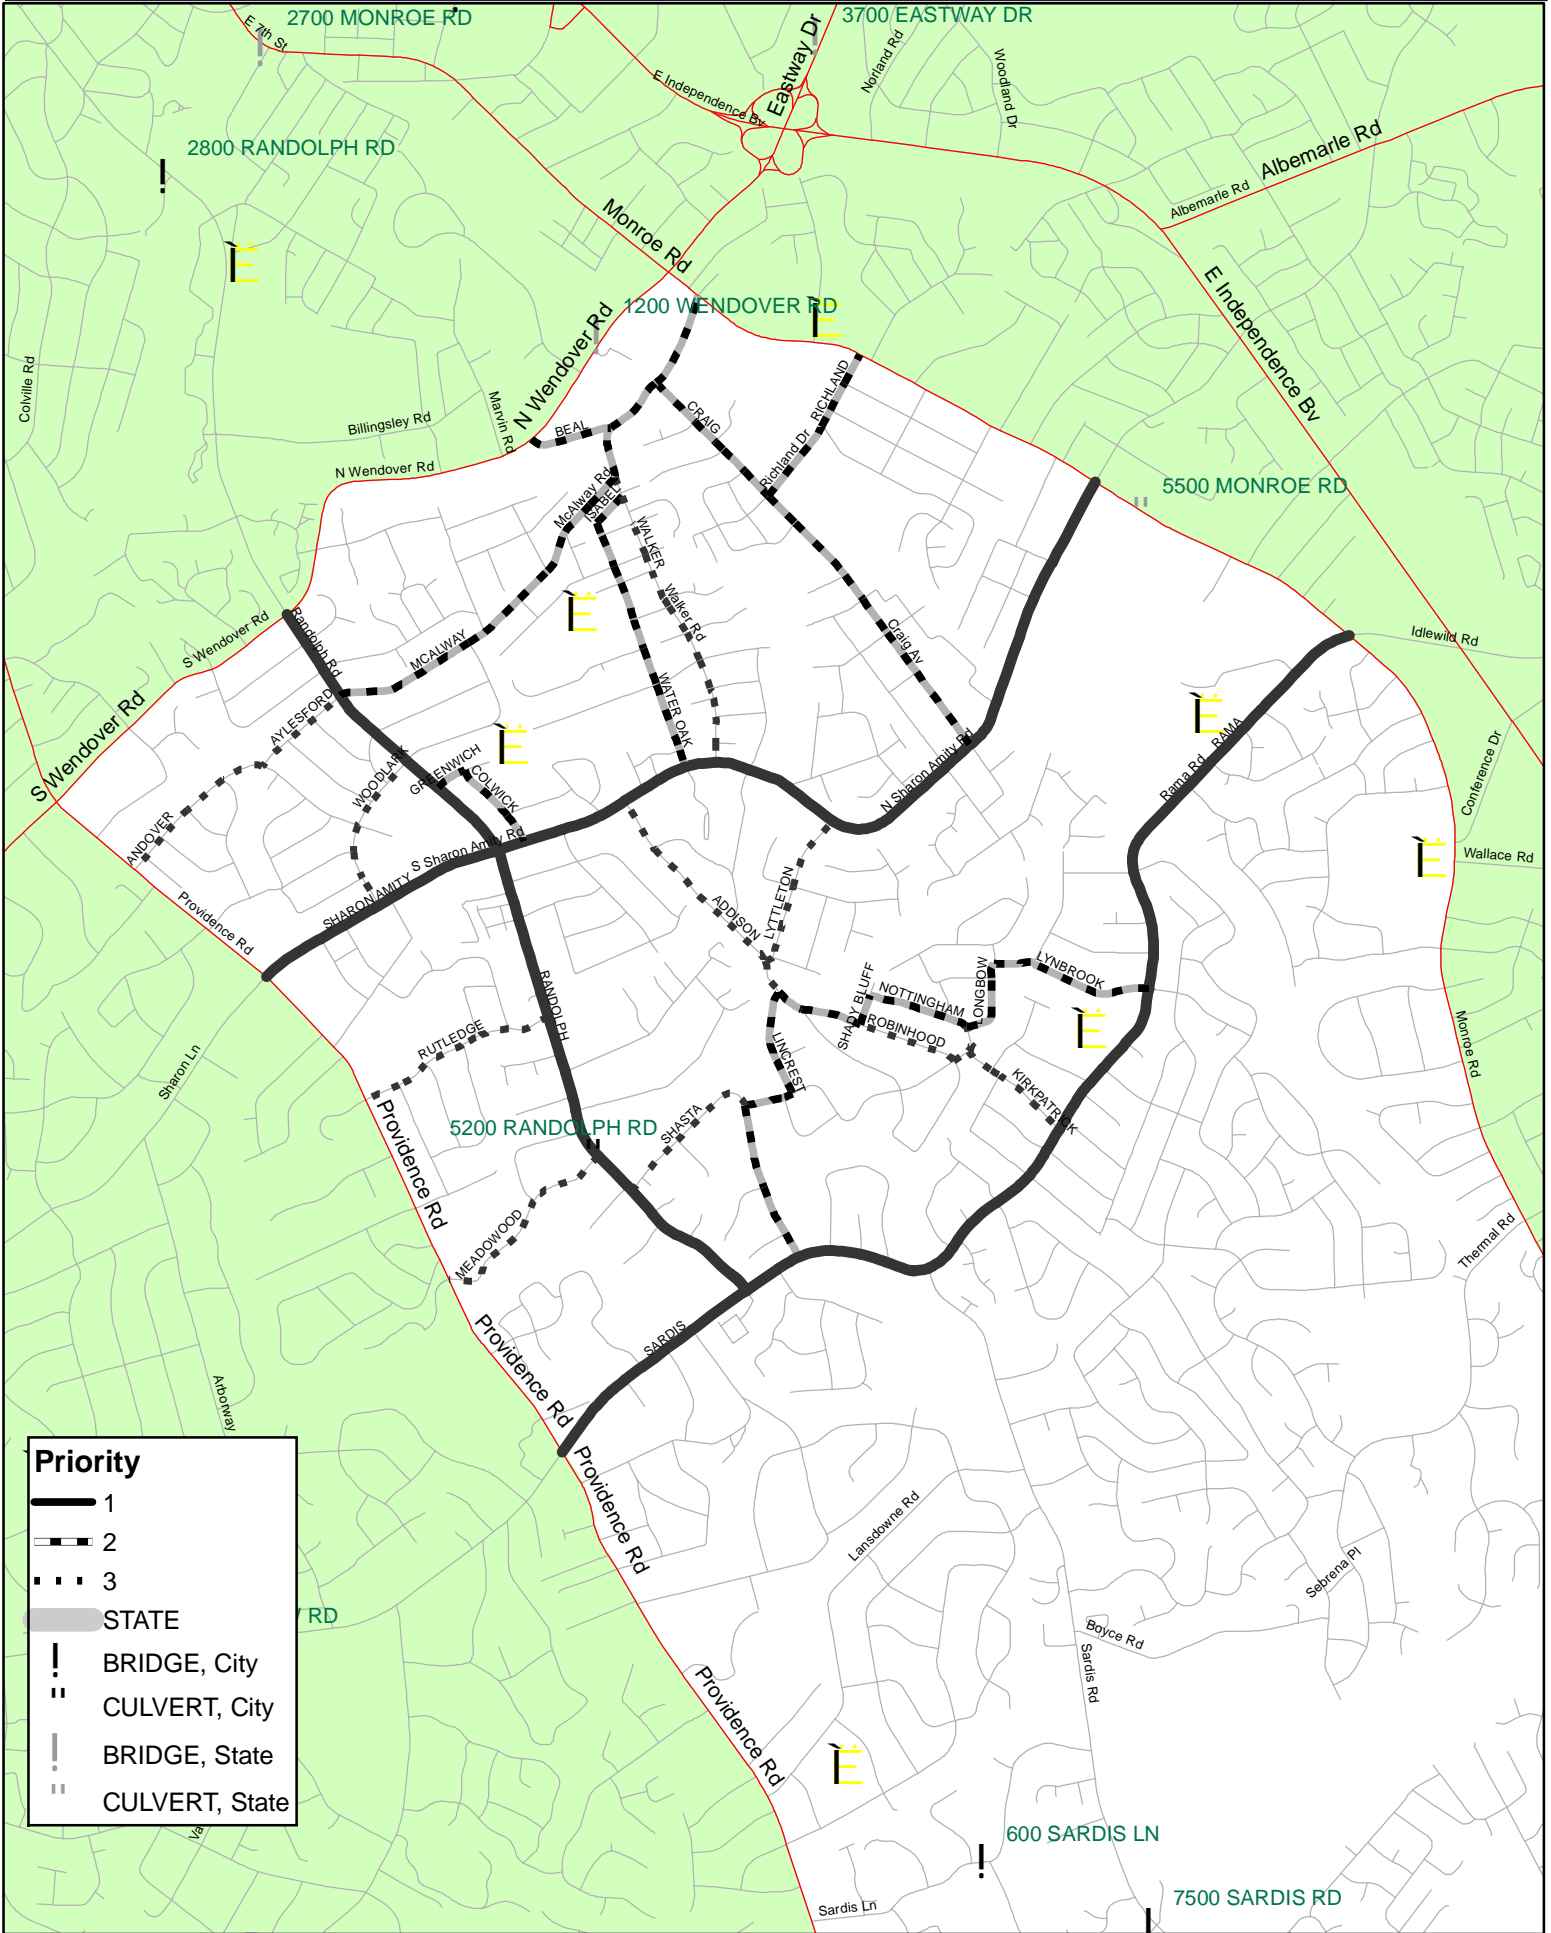 2700 MONROE RD
3700 EASTWAY DR
E 7th St
Eastway Dr
Norland Rd
Woodland Dr
E Independence Bv
Albemarle Rd
Albemarle Rd
2800 RANDOLPH RD
Monroe Rd
E Independence Bv
1200 WENDOVER RD
N Wendover Rd
Colville Rd
Billingsley Rd
Marvin Rd
N Wendover Rd
BEAL
CRAIG
RICHLAND
Richland Dr
5500 MONROE RD
McAlway Rd
ISABEL
WALKER
Walker Rd
Craig Av
Idlewild Rd
S Wendover Rd
Randolph Rd
MCALWAY
WATER OAK
S Wendover Rd
AYLESFORD
WOODLARK
GREENWICH
COLWICK
N Sharon Amity Rd
Rama Rd
RAMA
Conference Dr
Wallace Rd
ANDOVER
S Sharon Amity Rd
SHARON AMITY
Providence Rd
ADDISON
LYTTLETON
LYNBROOK
LONGBOW
NOTTINGHAM
SHADY BLUFF
ROBINHOOD
KIRKPATRICK
RANDOLPH
RUTLEDGE
LINCREST
Monroe Rd
Sharon Ln
SHASTA
5200 RANDOLPH RD
Providence Rd
MEADOWOOD
Thermal Rd
SARDIS
Providence Rd
Arborway
Providence Rd
Lansdowne Rd
Sebrena Pl
Boyce Rd
Sardis Rd
Providence Rd
Priority
1
2
3
STATE
RD
BRIDGE, City
CULVERT, City
BRIDGE, State
CULVERT, State
Va
600 SARDIS LN
7500 SARDIS RD
Sardis Ln